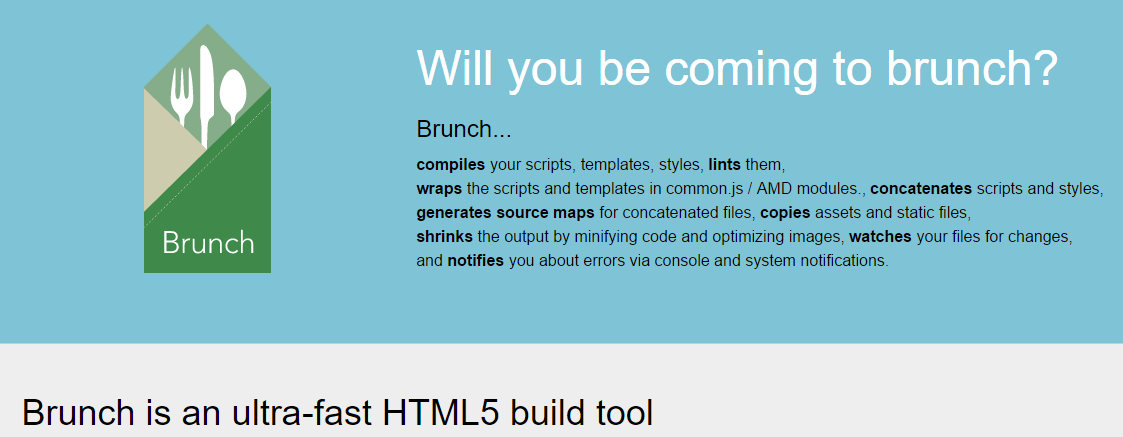 Brunch
Will you be coming to brunch?
Brunch...
compiles your scripts, templates, styles, lints them,
wraps the scripts and templates in common.js / AMD modules., concatenates scripts and styles,
generates source maps for concatenated files, copies assets and static files,
shrinks the output by minifying code and optimizing images, watches your files for changes,
and notifies you about errors via console and system notifications.
Brunch is an ultra-fast HTML5 build tool